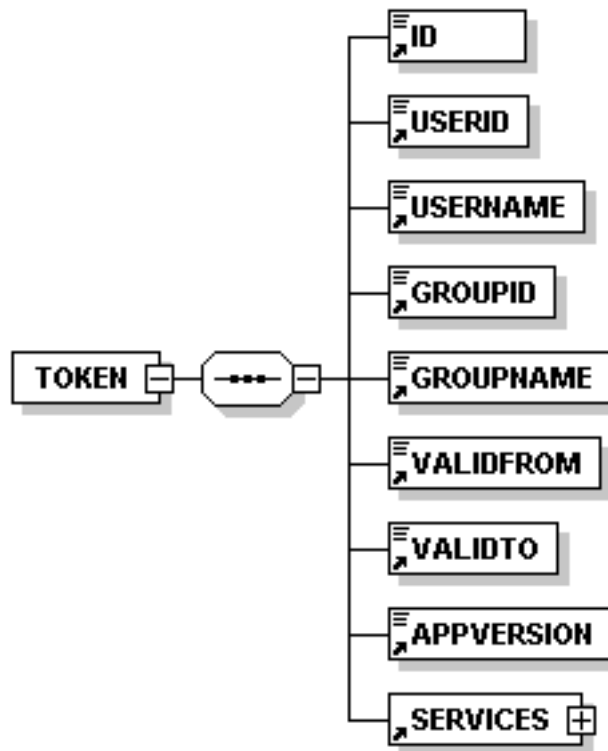 ID
USERID
USERNAME
GROUPID
TOKEN
GROUPNAME
VALIDFROM
VALIDTO
APPVERSION
SERVICES